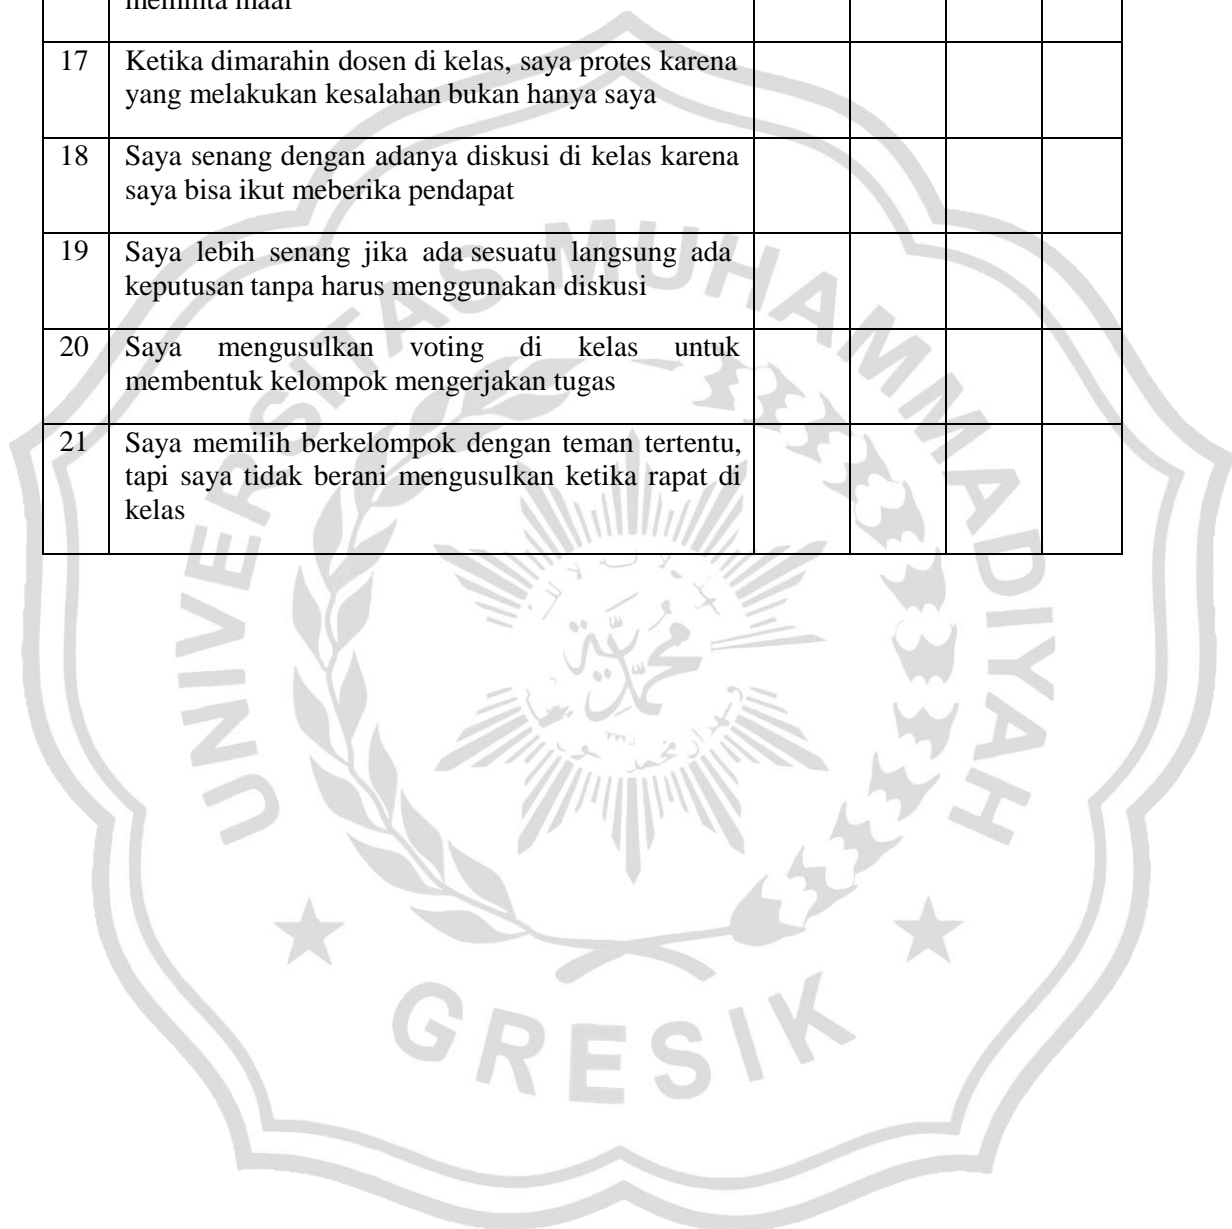 meminta maaf
17 Ketika dimarahin dosen di kelas, saya protes karena
yang melakukan kesalahan bukan hanya saya
18 Saya senang dengan adanya diskusi di kelas karena
saya bisa ikut meberika pendapat
19 Saya lebih senang jika ada sesuatu langsung ada
keputusan tanpa harus menggunakan diskusi
20 Saya mengusulkan voting di kelas untuk
membentuk kelompok mengerjakan tugas
21 Saya memilih berkelompok dengan teman tertentu,
tapi saya tidak berani mengusulkan ketika rapat di
kelas
UNIVERSITAS MUHAMMADIYAH
محمدية
GRESIK